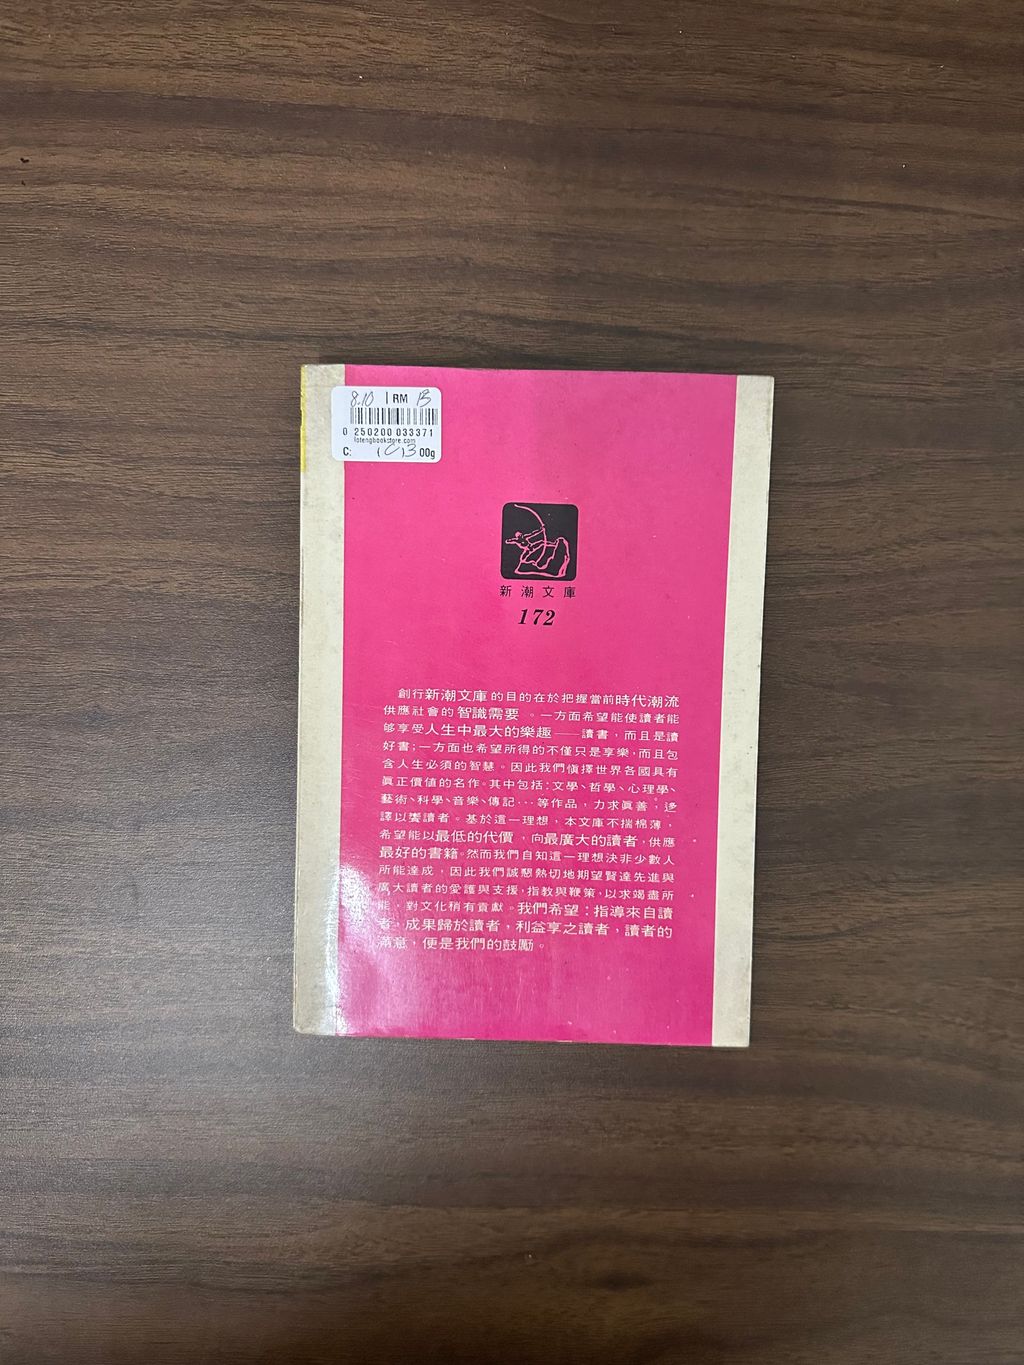 8.10 | RM 13
0 250200 033371
lotengbookstore.com
C: ( )300g
新潮文庫
172
創行新潮文庫的目的在於把握當前時代潮流
供應社會的智識需要。一方面希望能使讀者能
够享受人生中最大的樂趣——讀書,而且是讀
好書;一方面也希望所得的不僅只是享樂,而且包
含人生必須的智慧。因此我們愼擇世界各國具有
眞正價値的名作。其中包括:文學、哲學、心理學、
藝術、科學、音樂、傳記…等作品,力求眞善,迻
譯以饗讀者。基於這一理想,本文庫不揣棉薄,
希望能以最低的代價,向最廣大的讀者,供應
最好的書籍。然而我們自知這一理想決非少數人
所能達成,因此我們誠懇熱切地期望賢達先進與
廣大讀者的愛護與支援,指敎與鞭策,以求竭盡所
能,對文化稍有貢獻。我們希望:指導來自讀
者,成果歸於讀者,利益享之讀者,讀者的
滿意,便是我們的鼓勵。